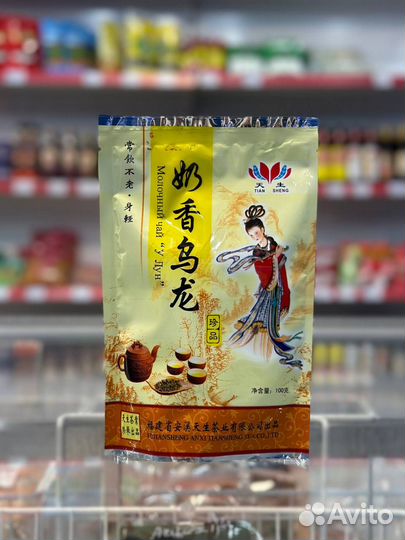 常饮不老·身轻
奶香乌龙
Молочный чай "У Лун"
珍品
天生
TIAN SHENG
净含量：100克
福建省安溪天生茶业有限公司出品
FUJIANSHENG ANXI TIANSHENG TEA CO.,LTD
Avito